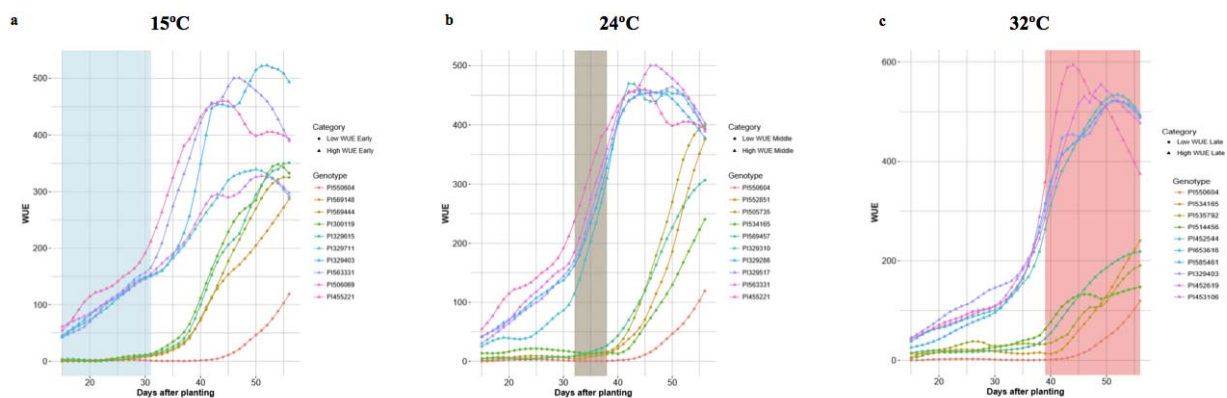 a 15ºC
500
400
300
200
100
0
WUE
20 30 40 50
Days after planting
Category
Low WUE Early
High WUE Early
Genotype
PI550604
PI569148
PI569444
PI300119
PI329615
PI329711
PI329403
PI563331
PI506069
PI455221
b 24ºC
500
400
300
200
100
0
WUE
20 30 40 50
Days after planting
Category
Low WUE Middle
High WUE Middle
Genotype
PI550604
PI552851
PI505735
PI534165
PI569457
PI329310
PI329286
PI329517
PI563331
PI455221
c 32ºC
600
400
200
0
WUE
20 30 40 50
Days after planting
Category
Low WUE Late
High WUE Late
Genotype
PI550604
PI534165
PI535792
PI514456
PI452544
PI653616
PI585461
PI329403
PI452619
PI453106